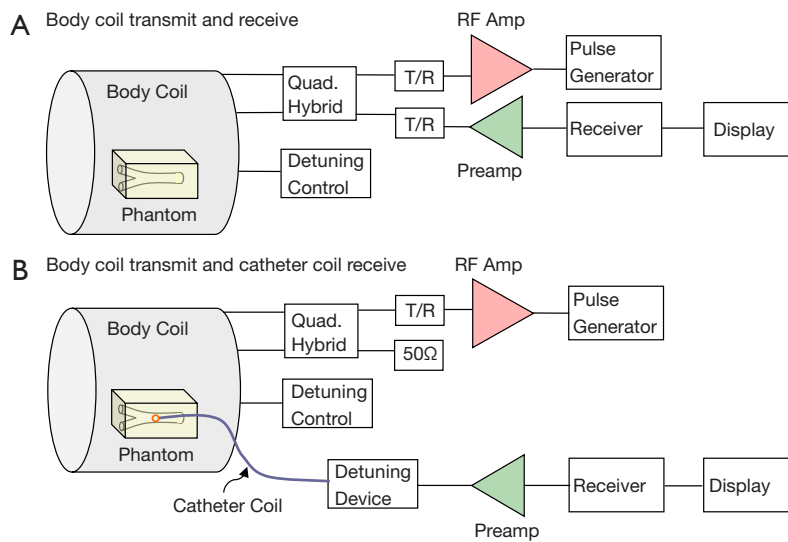 A Body coil transmit and receive
RF Amp
Body Coil
Quad.
Hybrid
T/R
Pulse
Generator
T/R
Preamp
Receiver
Display
Detuning
Control
Phantom
B Body coil transmit and catheter coil receive
RF Amp
Body Coil
Quad.
Hybrid
T/R
Pulse
Generator
50Ω
Detuning
Control
Phantom
Catheter Coil
Detuning
Device
Preamp
Receiver
Display